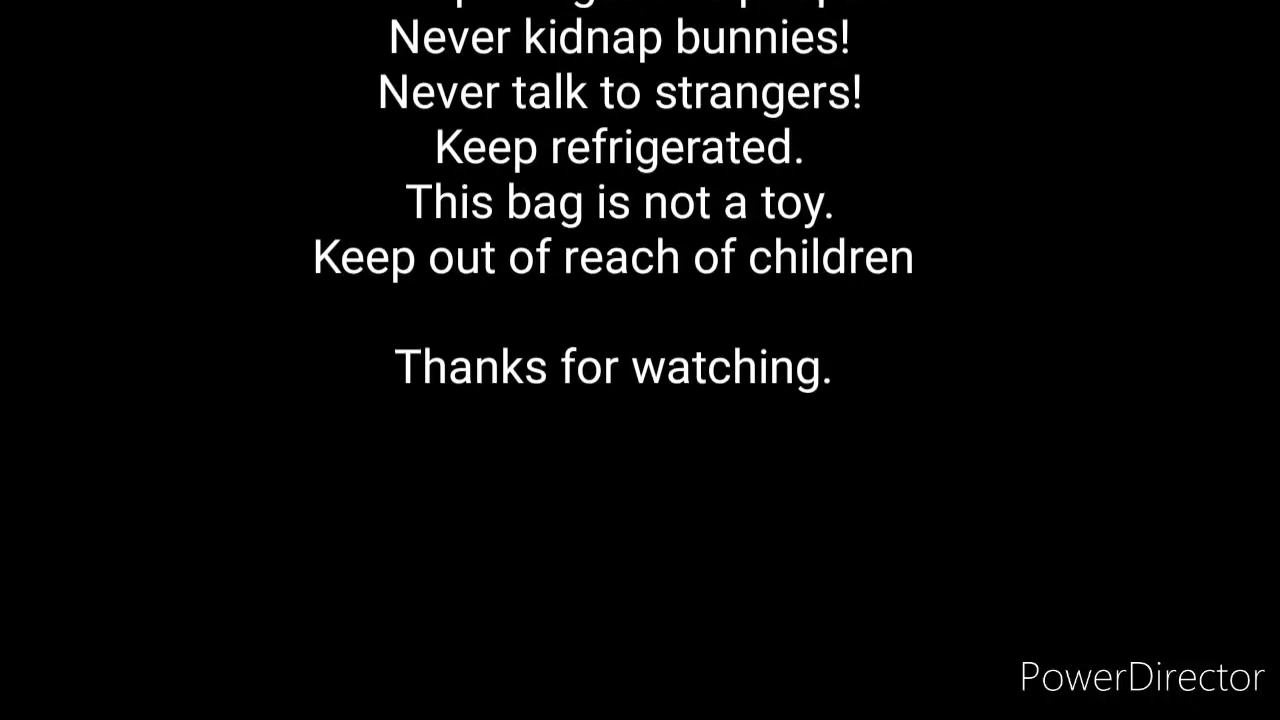 Never kidnap bunnies!
Never talk to strangers!
Keep refrigerated.
This bag is not a toy.
Keep out of reach of children
Thanks for watching.
PowerDirector